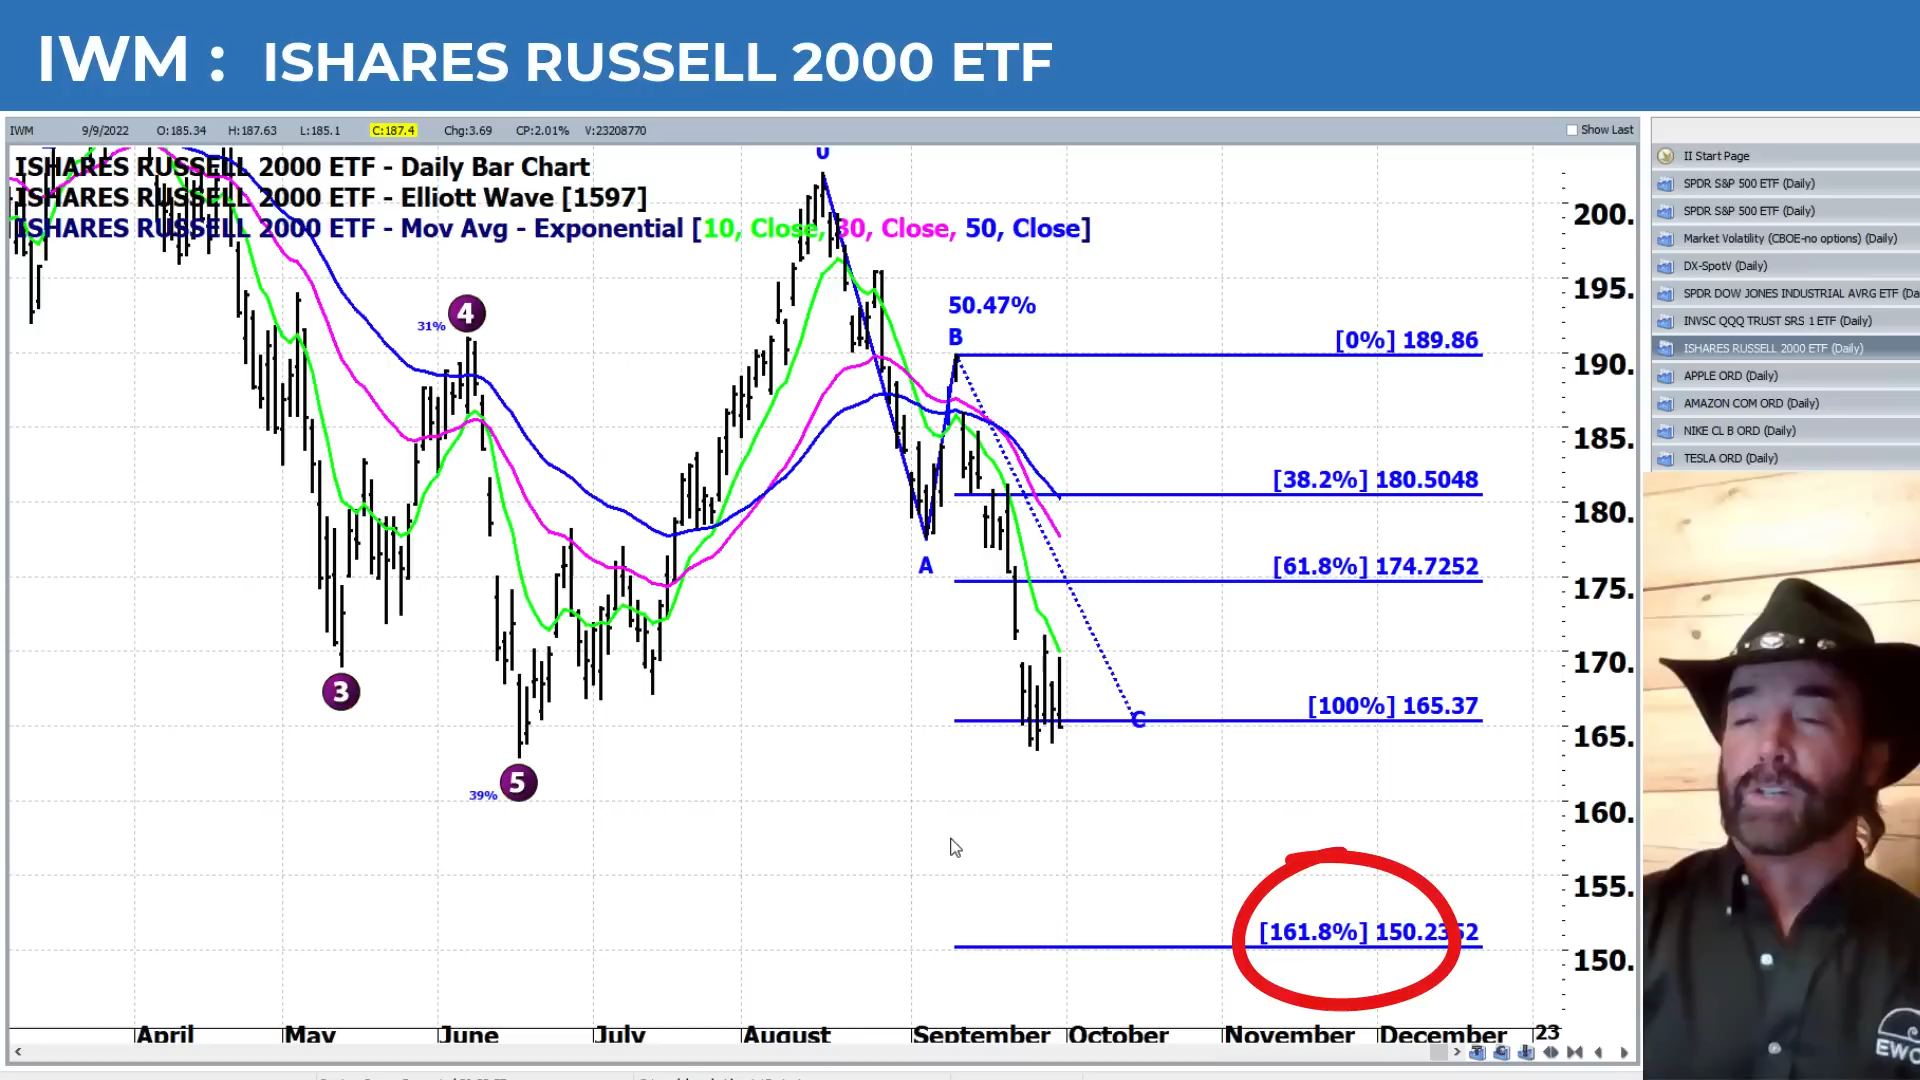 IWM : ISHARES RUSSELL 2000 ETF
IWM 9/9/2022 O:185.34 H:187.63 L:185.1 C:187.4 Chg:3.69 CP:2.01% V:23208770
Show Last
ISHARES RUSSELL 2000 ETF - Daily Bar Chart
ISHARES RUSSELL 2000 ETF - Elliott Wave [1597]
ISHARES RUSSELL 2000 ETF - Mov Avg - Exponential [10, Close, 30, Close, 50, Close]
200.
195.
50.47%
4
31%
B
[0%] 189.86
190.
185.
[38.2%] 180.5048
180.
A
[61.8%] 174.7252
175.
170.
3
[100%] 165.37
C
165.
5
39%
160.
155.
[161.8%] 150.2352
150.
April May June July August September October November December 23
II Start Page
SPDR S&P 500 ETF (Daily)
SPDR S&P 500 ETF (Daily)
Market Volatility (CBOE-no options) (Daily)
DX-SpotV (Daily)
SPDR DOW JONES INDUSTRIAL AVRG ETF (Da
INVSC QQQ TRUST SRS 1 ETF (Daily)
ISHARES RUSSELL 2000 ETF (Daily)
APPLE ORD (Daily)
AMAZON COM ORD (Daily)
NIKE CL B ORD (Daily)
TESLA ORD (Daily)